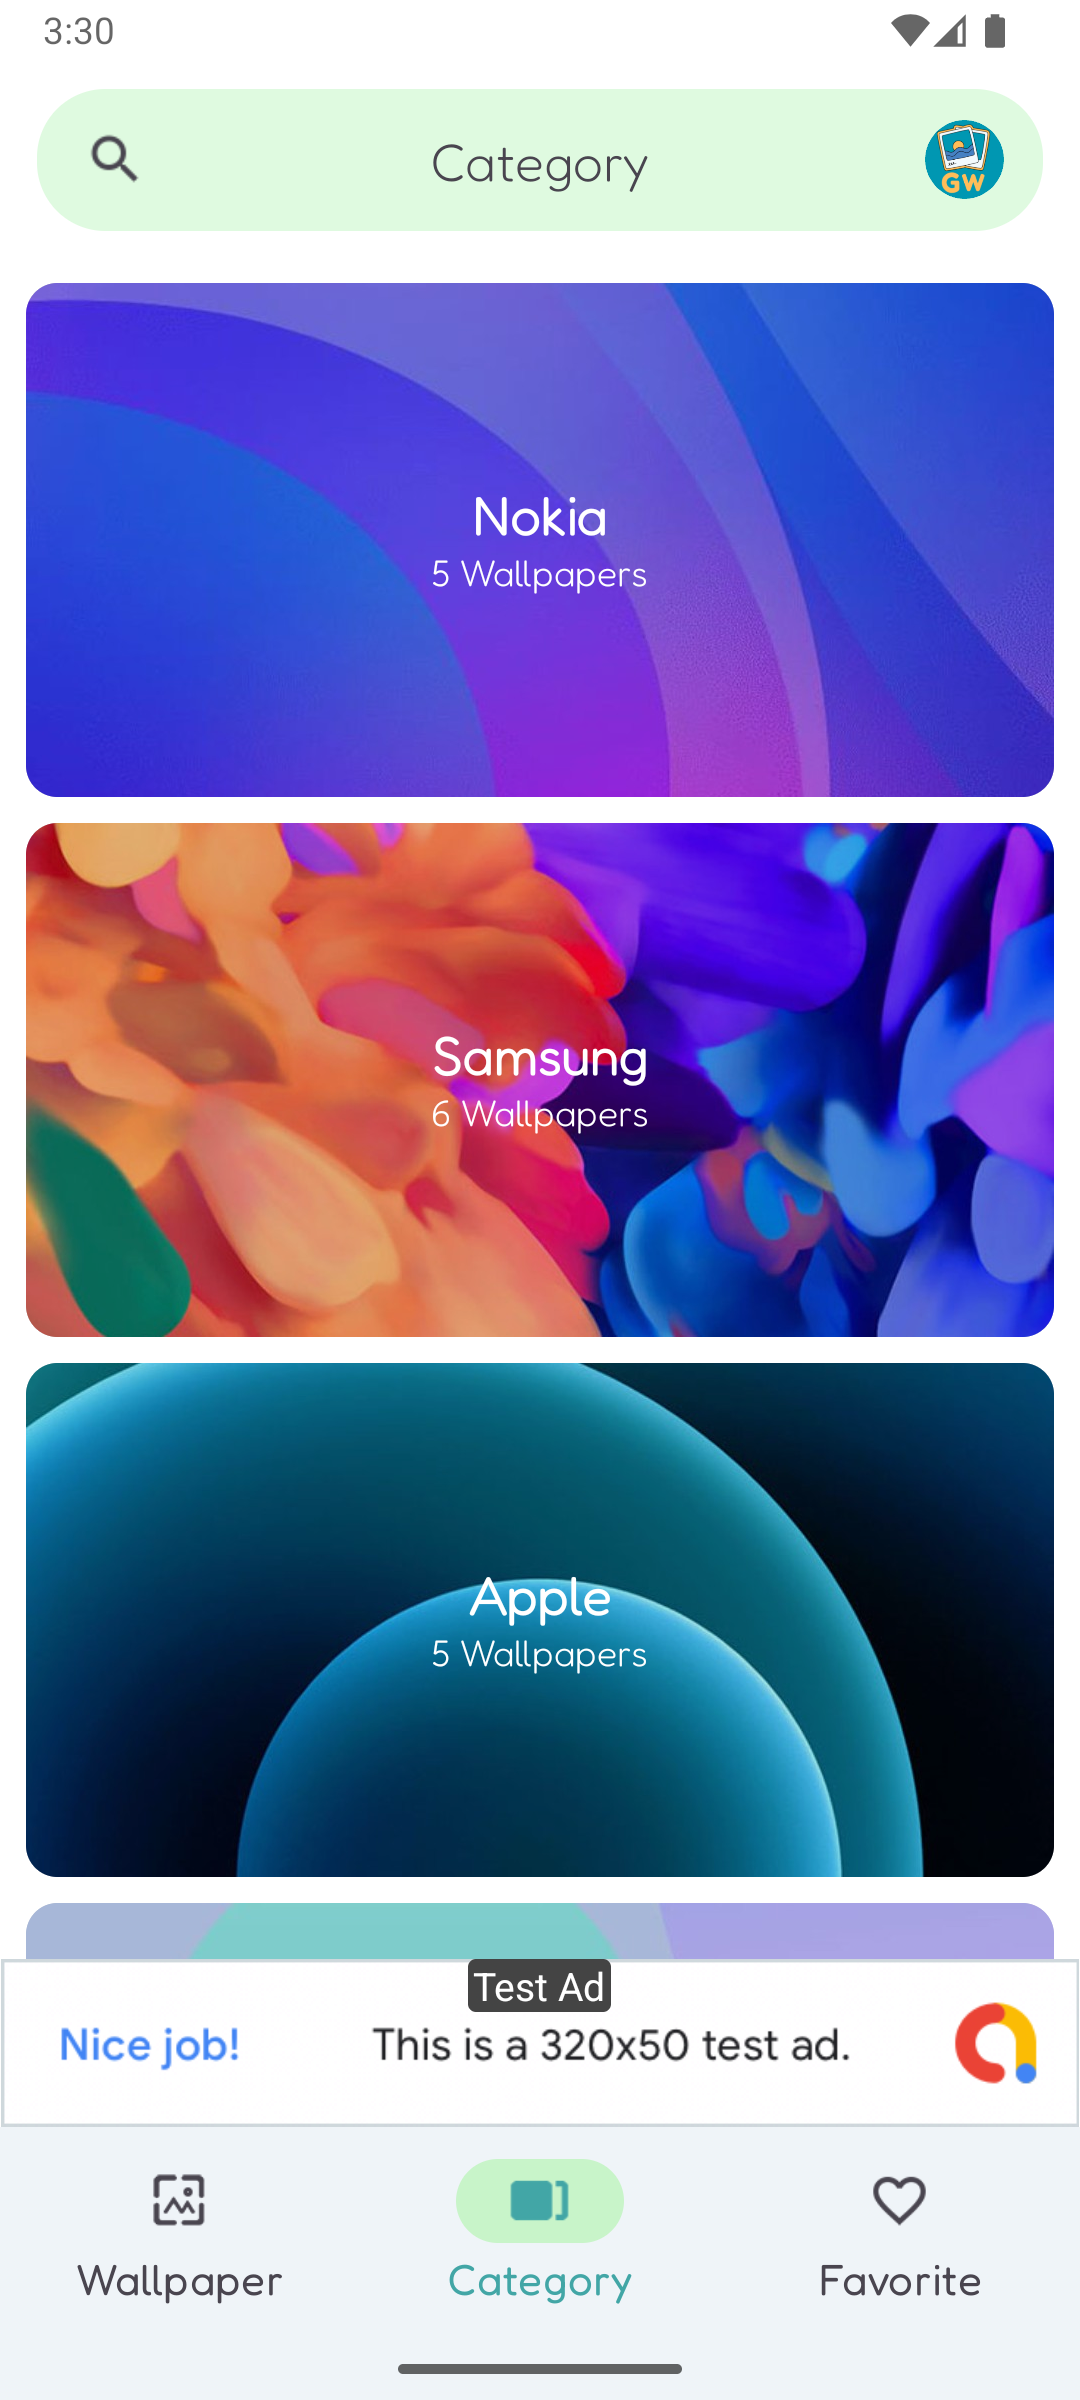 3:30
Category
GW
Nokia
5 Wallpapers
Samsung
6 Wallpapers
Apple
5 Wallpapers
Test Ad
Nice job!
This is a 320x50 test ad.
Wallpaper
Category
Favorite